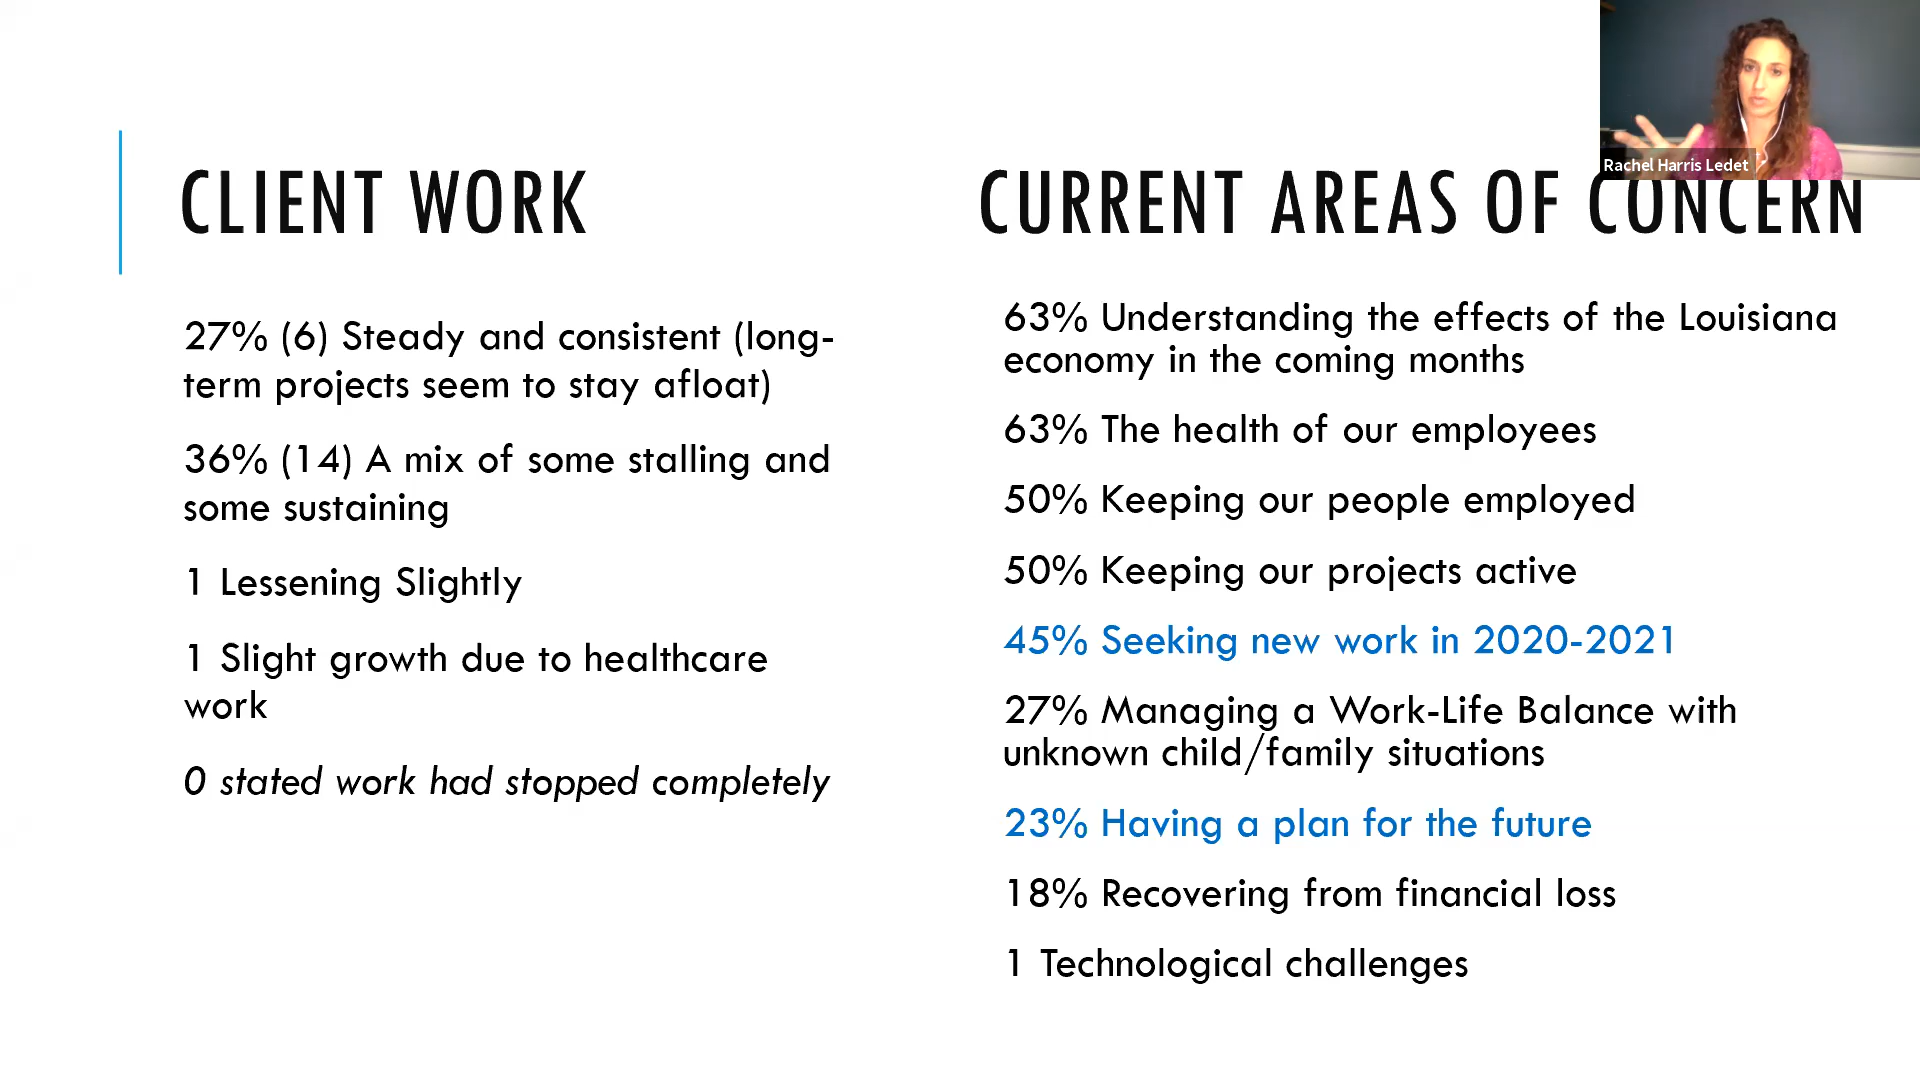 Rachel Harris Ledet
CLIENT WORK
27% (6) Steady and consistent (long-
term projects seem to stay afloat)
36% (14) A mix of some stalling and
some sustaining
1 Lessening Slightly
1 Slight growth due to healthcare
work
0 stated work had stopped completely
CURRENT AREAS OF CONCERN
63% Understanding the effects of the Louisiana
economy in the coming months
63% The health of our employees
50% Keeping our people employed
50% Keeping our projects active
45% Seeking new work in 2020-2021
27% Managing a Work-Life Balance with
unknown child/family situations
23% Having a plan for the future
18% Recovering from financial loss
1 Technological challenges